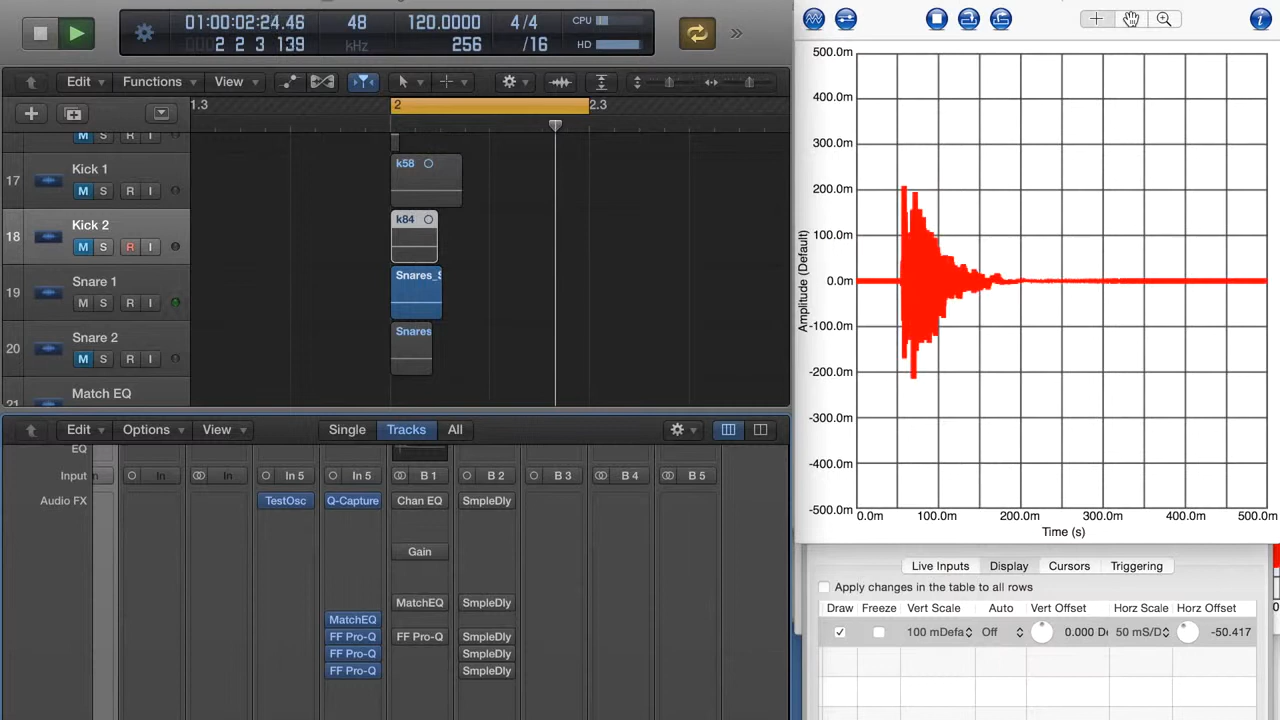 01:00:02:24.46 48 120.0000 4/4 CPU
2 2 3 139 kHz 256 /16 HD
Edit Functions View
1.3 2 2.3
M S R I
17 Kick 1 k58
M S R I
18 Kick 2 k84
M S R I
19 Snare 1 Snares_S
M S R I
20 Snare 2 Snares
M S R I
21 Match EQ
Edit Options View Single Tracks All
EQ
Input In In In 5 In 5 B 1 B 2 B 3 B 4 B 5
Audio FX TestOsc Q-Capture Chan EQ SmpleDly
Gain
MatchEQ SmpleDly
MatchEQ
FF Pro-Q FF Pro-Q SmpleDly
FF Pro-Q SmpleDly
FF Pro-Q SmpleDly
500.0m
400.0m
300.0m
200.0m
100.0m
0.0m
-100.0m
-200.0m
-300.0m
-400.0m
-500.0m
Amplitude (Default)
0.0m 100.0m 200.0m 300.0m 400.0m 500.0m
Time (s)
Live Inputs Display Cursors Triggering
Apply changes in the table to all rows
Draw Freeze Vert Scale Auto Vert Offset Horz Scale Horz Offset
100 mDefa Off 0.000 De 50 mS/D -50.417